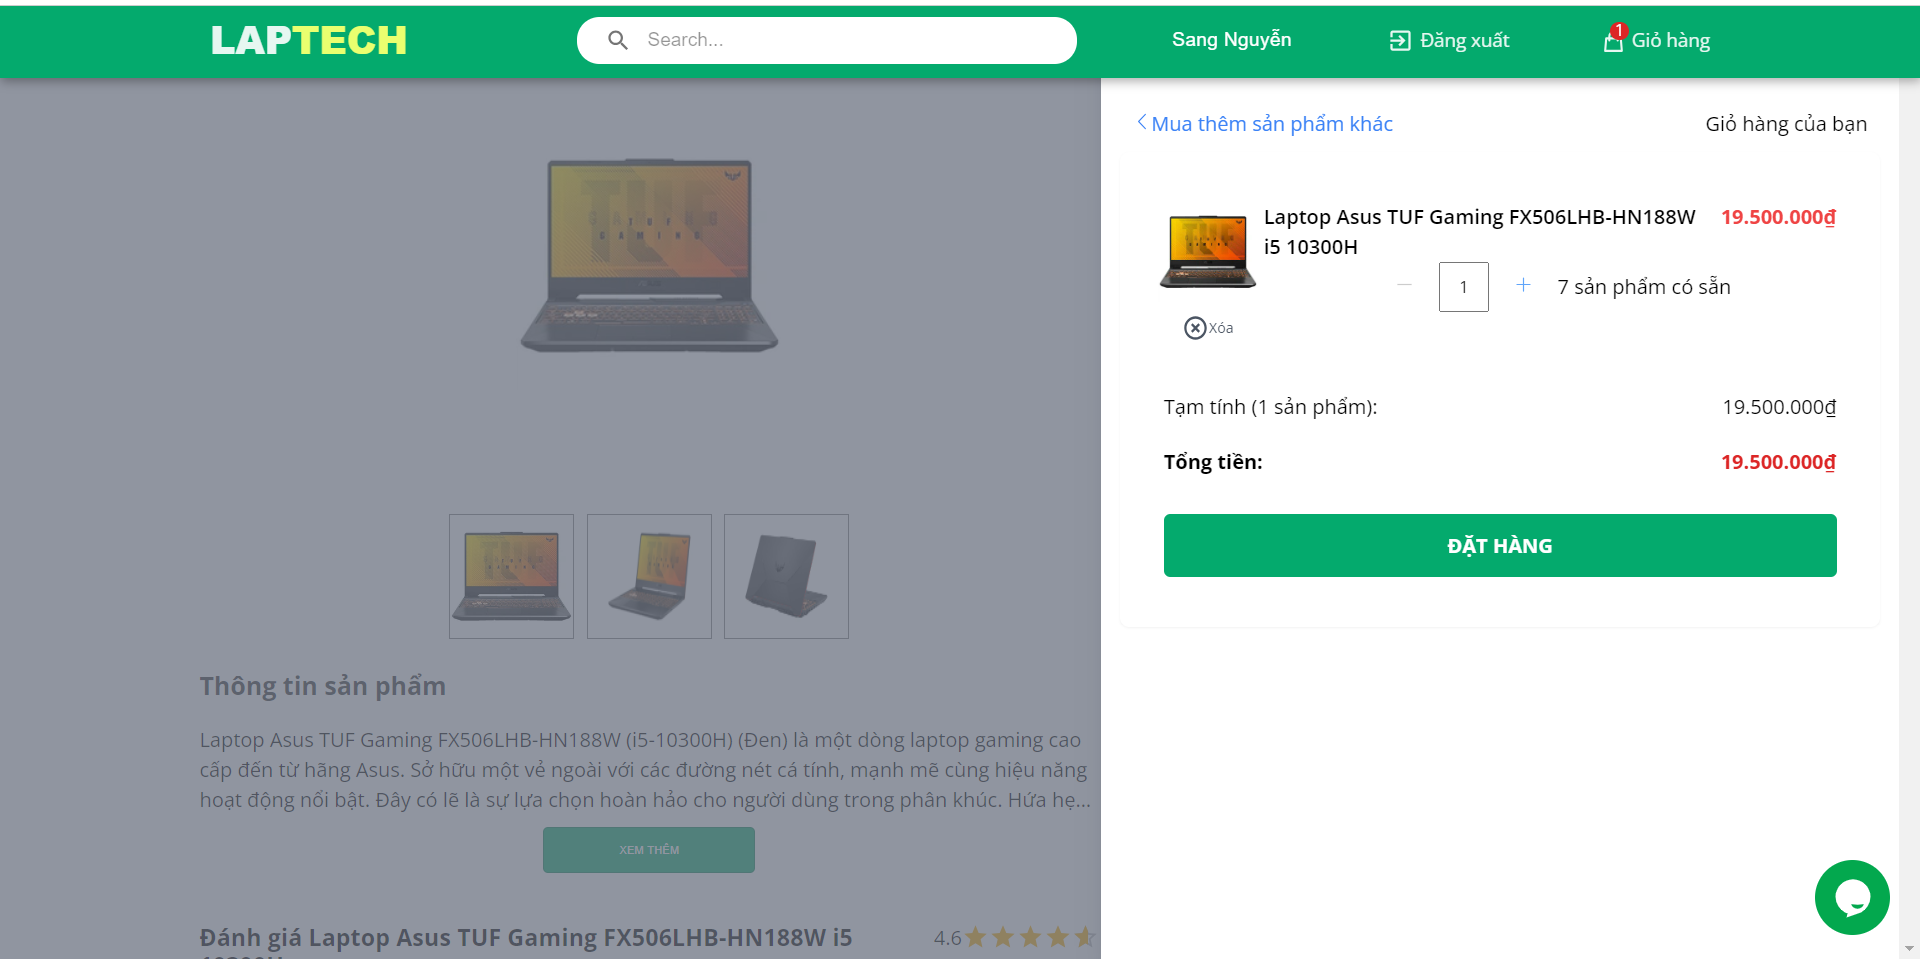 LAPTECH
Search...
Sang Nguyễn
Đăng xuất
1
Giỏ hàng
Mua thêm sản phẩm khác
Giỏ hàng của bạn
Laptop Asus TUF Gaming FX506LHB-HN188W
i5 10300H
19.500.000₫
1
7 sản phẩm có sẵn
Xóa
Tạm tính (1 sản phẩm):
19.500.000₫
Tổng tiền:
19.500.000₫
ĐẶT HÀNG
TUF
GAMING
Thông tin sản phẩm
Laptop Asus TUF Gaming FX506LHB-HN188W (i5-10300H) (Đen) là một dòng laptop gaming cao
cấp đến từ hãng Asus. Sở hữu một vẻ ngoài với các đường nét cá tính, mạnh mẽ cùng hiệu năng
hoạt động nổi bật. Đây có lẽ là sự lựa chọn hoàn hảo cho người dùng trong phân khúc. Hứa hẹ...
XEM THÊM
Đánh giá Laptop Asus TUF Gaming FX506LHB-HN188W i5
4.6